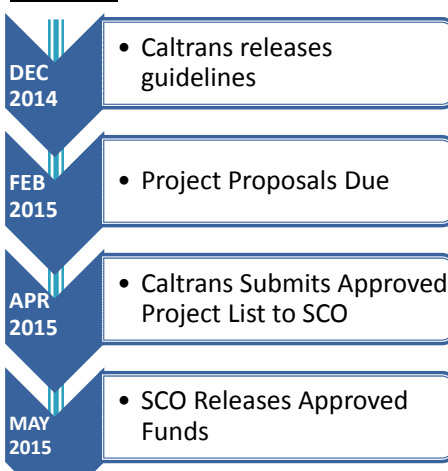 DEC
2014
• Caltrans releases
guidelines
FEB
2015
• Project Proposals Due
APR
2015
• Caltrans Submits Approved
Project List to SCO
MAY
2015
• SCO Releases Approved
Funds